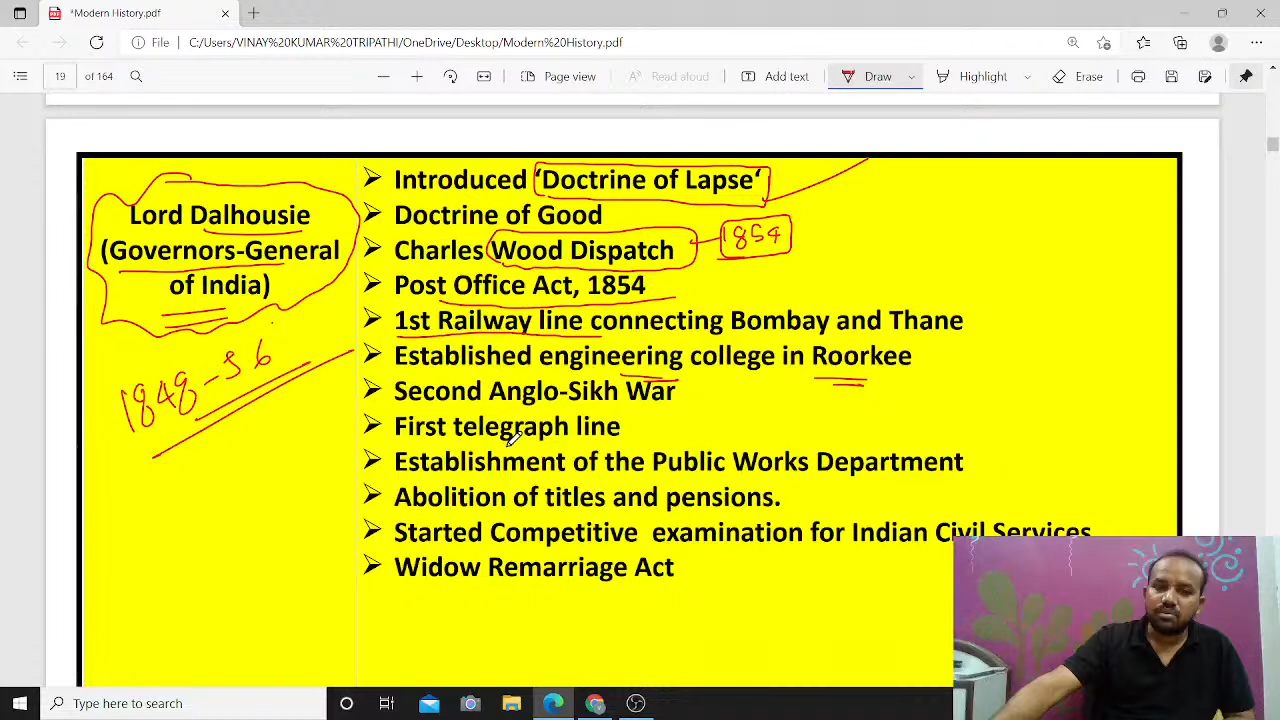 *Modern History.pdf
File
C:/Users/VINAY%20KUMAR%20TRIPATHI/OneDrive/Desktop/Modern%20History.pdf
19 of 164
Page view
Read aloud
Add text
Draw
Highlight
Erase
Lord Dalhousie
(Governors-General
of India)
1848-56
Introduced ‘Doctrine of Lapse‘
Doctrine of Good
Charles Wood Dispatch
1854
Post Office Act, 1854
1st Railway line connecting Bombay and Thane
Established engineering college in Roorkee
Second Anglo-Sikh War
First telegraph line
Establishment of the Public Works Department
Abolition of titles and pensions.
Started Competitive examination for Indian Civil Services
Widow Remarriage Act
Type here to search